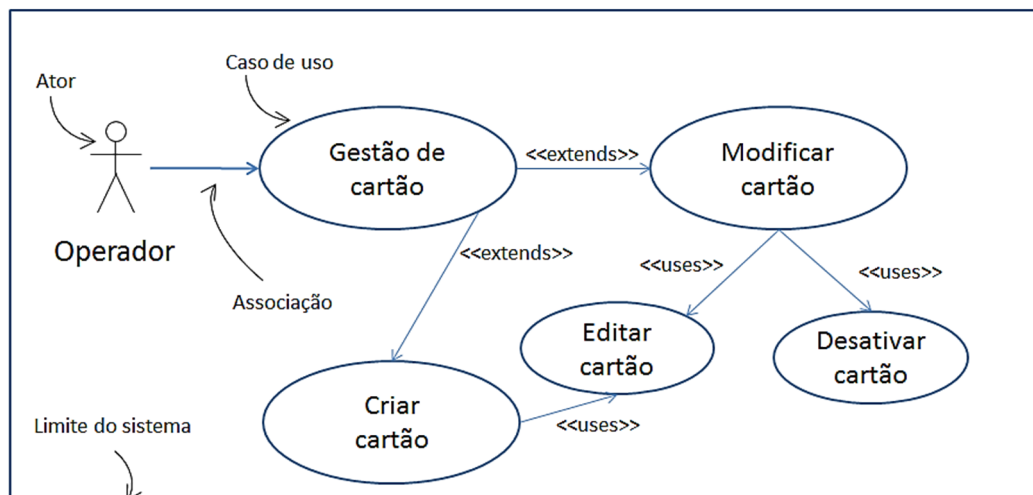 Caso de uso
Ator
Gestão de
cartão
<<extends>>
Modificar
cartão
Operador
<<extends>>
<<uses>>
<<uses>>
Associação
Editar
cartão
Desativar
cartão
Criar
cartão
<<uses>>
Limite do sistema